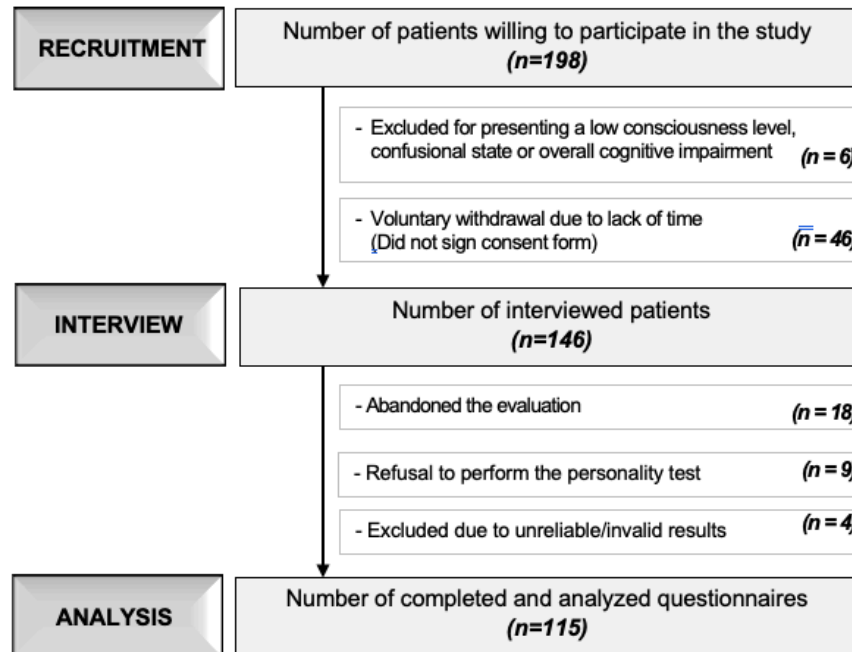 RECRUITMENT
Number of patients willing to participate in the study
(n=198)
- Excluded for presenting a low consciousness level,
confusional state or overall cognitive impairment (n = 6)
- Voluntary withdrawal due to lack of time
(Did not sign consent form) (n = 46)
INTERVIEW
Number of interviewed patients
(n=146)
- Abandoned the evaluation (n = 18)
- Refusal to perform the personality test (n = 9)
- Excluded due to unreliable/invalid results (n = 4)
ANALYSIS
Number of completed and analyzed questionnaires
(n=115)